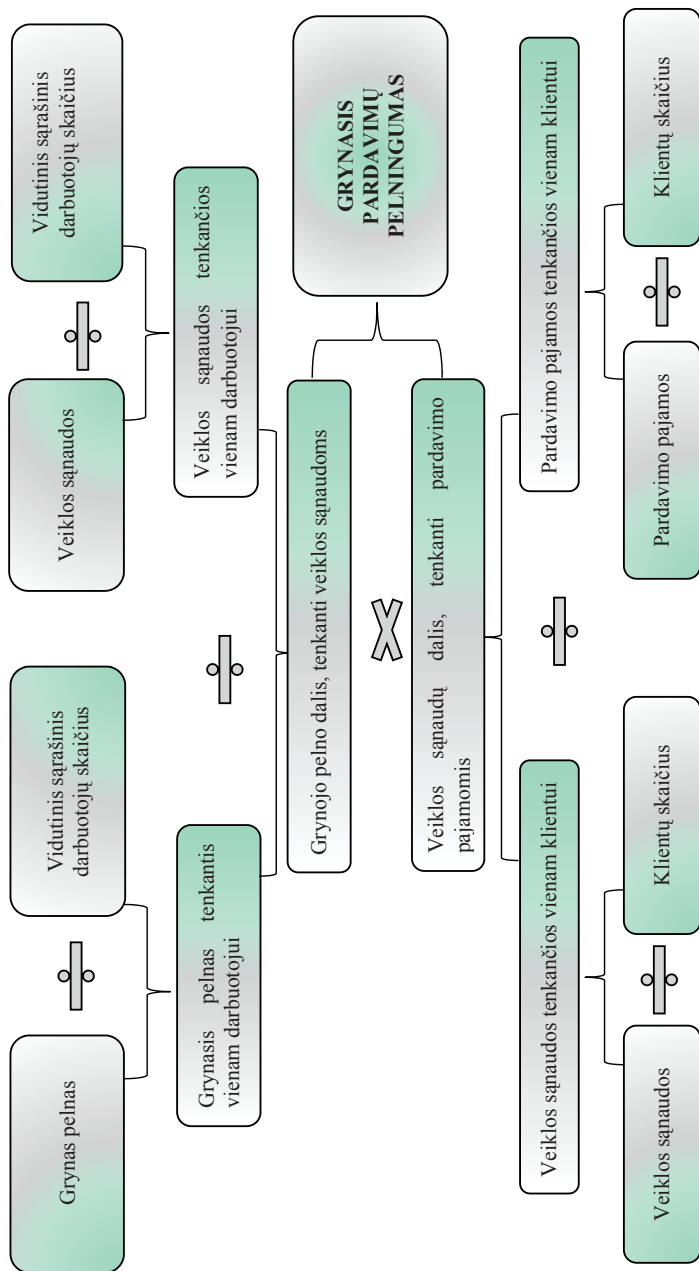 Grynas pelnas
Vidutinis sąrašinis
darbuotojų skaičius
Veiklos sąnaudos
Vidutinis sąrašinis
darbuotojų skaičius
Grynasis pelnas tenkantis
vienam darbuotojui
Veiklos sąnaudos tenkančios
vienam darbuotojui
Grynojo pelno dalis, tenkanti veiklos sąnaudoms
GRYNASIS
PARDAVIMŲ
PELNINGUMAS
Veiklos sąnaudų dalis, tenkanti pardavimo
pajamomis
Veiklos sąnaudos tenkančios vienam klientui
Pardavimo pajamos tenkančios vienam klientui
Veiklos sąnaudos
Klientų skaičius
Pardavimo pajamos
Klientų skaičius